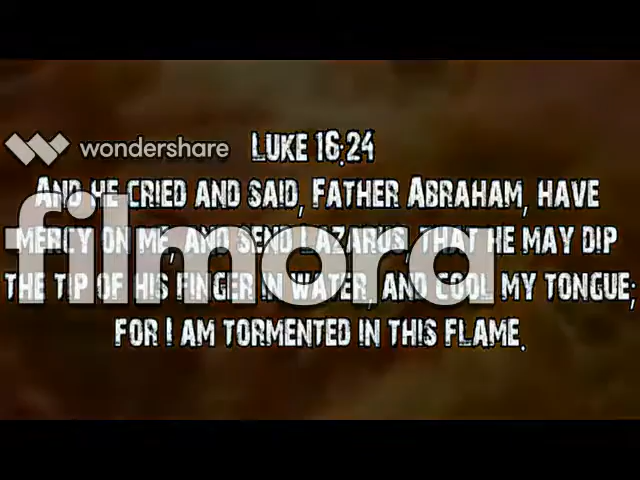 LUKE 16:24
wondershare
AND HE CRIED AND SAID, FATHER ABRAHAM, HAVE
MERCY ON ME, AND SEND LAZARUS, THAT HE MAY DIP
filmora
THE TIP OF HIS FINGER IN WATER, AND COOL MY TONGUE;
FOR I AM TORMENTED IN THIS FLAME.